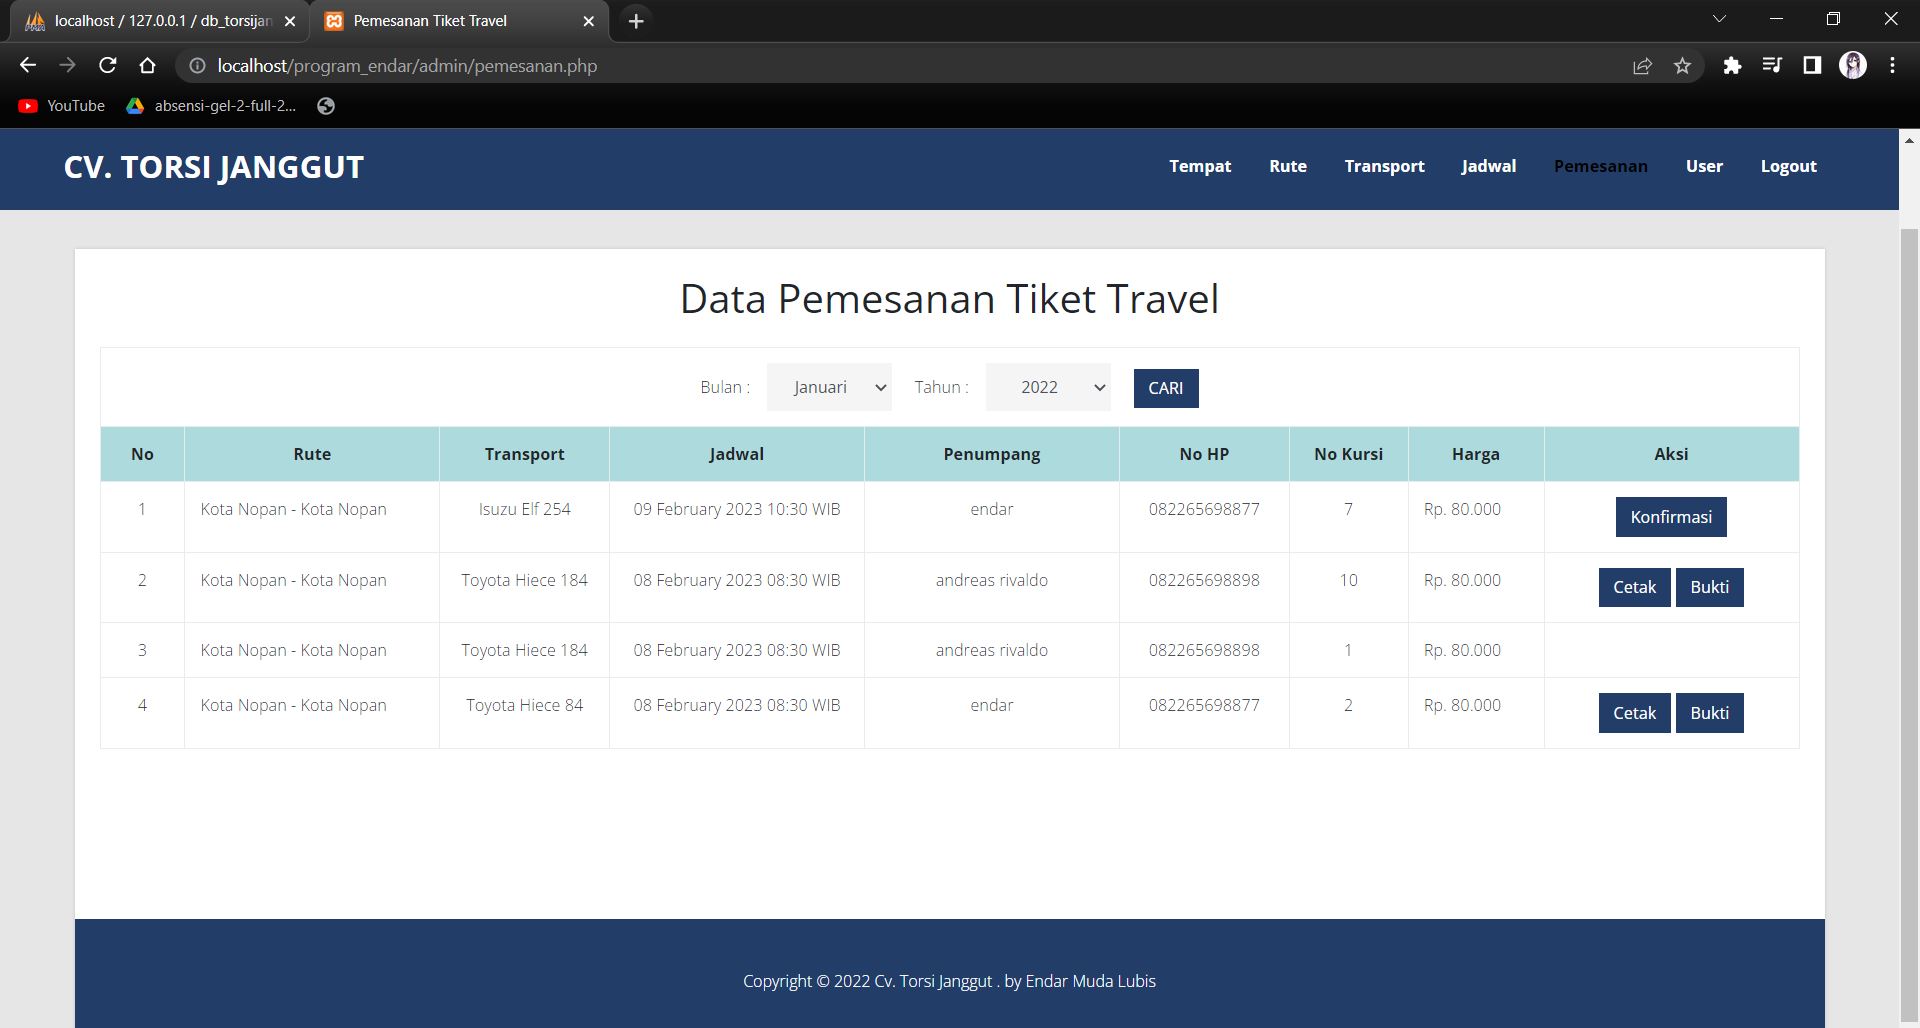 localhost / 127.0.0.1 / db_torsijan
Pemesanan Tiket Travel
localhost/program_endar/admin/pemesanan.php
YouTube
absensi-gel-2-full-2...
CV. TORSI JANGGUT
Tempat Rute Transport Jadwal Pemesanan User Logout
Data Pemesanan Tiket Travel
Bulan : Januari Tahun : 2022 CARI
No Rute Transport Jadwal Penumpang No HP No Kursi Harga Aksi
1 Kota Nopan - Kota Nopan Isuzu Elf 254 09 February 2023 10:30 WIB endar 082265698877 7 Rp. 80.000 Konfirmasi
2 Kota Nopan - Kota Nopan Toyota Hiece 184 08 February 2023 08:30 WIB andreas rivaldo 082265698898 10 Rp. 80.000 Cetak Bukti
3 Kota Nopan - Kota Nopan Toyota Hiece 184 08 February 2023 08:30 WIB andreas rivaldo 082265698898 1 Rp. 80.000
4 Kota Nopan - Kota Nopan Toyota Hiece 84 08 February 2023 08:30 WIB endar 082265698877 2 Rp. 80.000 Cetak Bukti
Copyright © 2022 Cv. Torsi Janggut . by Endar Muda Lubis